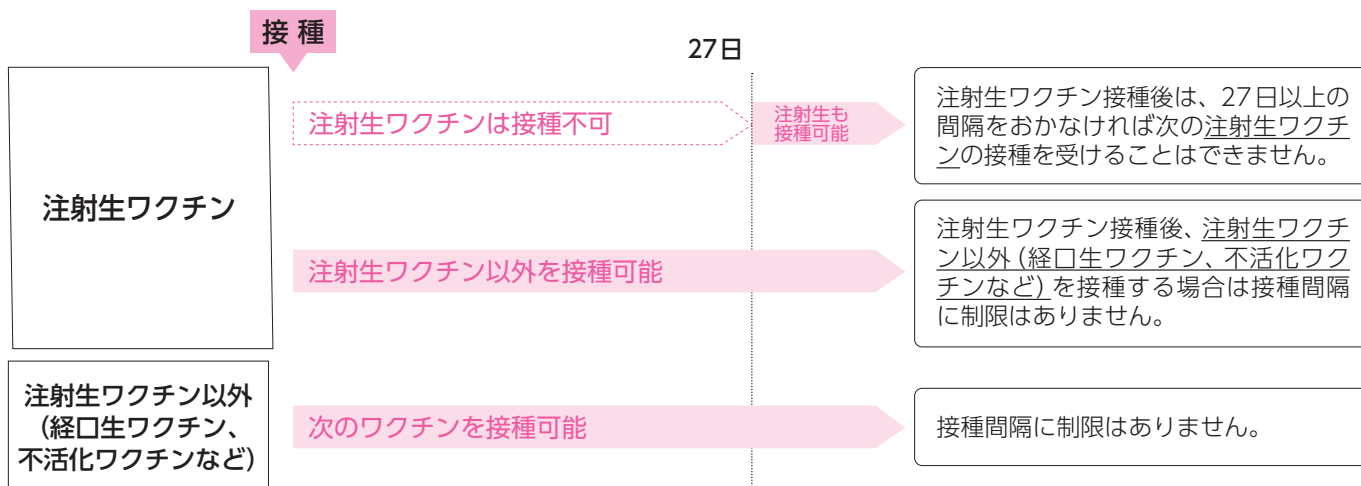 接種
27日
注射生ワクチン
注射生ワクチンは接種不可
注射生も
接種可能
注射生ワクチン接種後は、27日以上の
間隔をおかなければ次の注射生ワクチ
ンの接種を受けることはできません。
注射生ワクチン以外を接種可能
注射生ワクチン接種後、注射生ワクチ
ン以外(経口生ワクチン、不活化ワク
チンなど)を接種する場合は接種間隔
に制限はありません。
注射生ワクチン以外
(経口生ワクチン、
不活化ワクチンなど)
次のワクチンを接種可能
接種間隔に制限はありません。